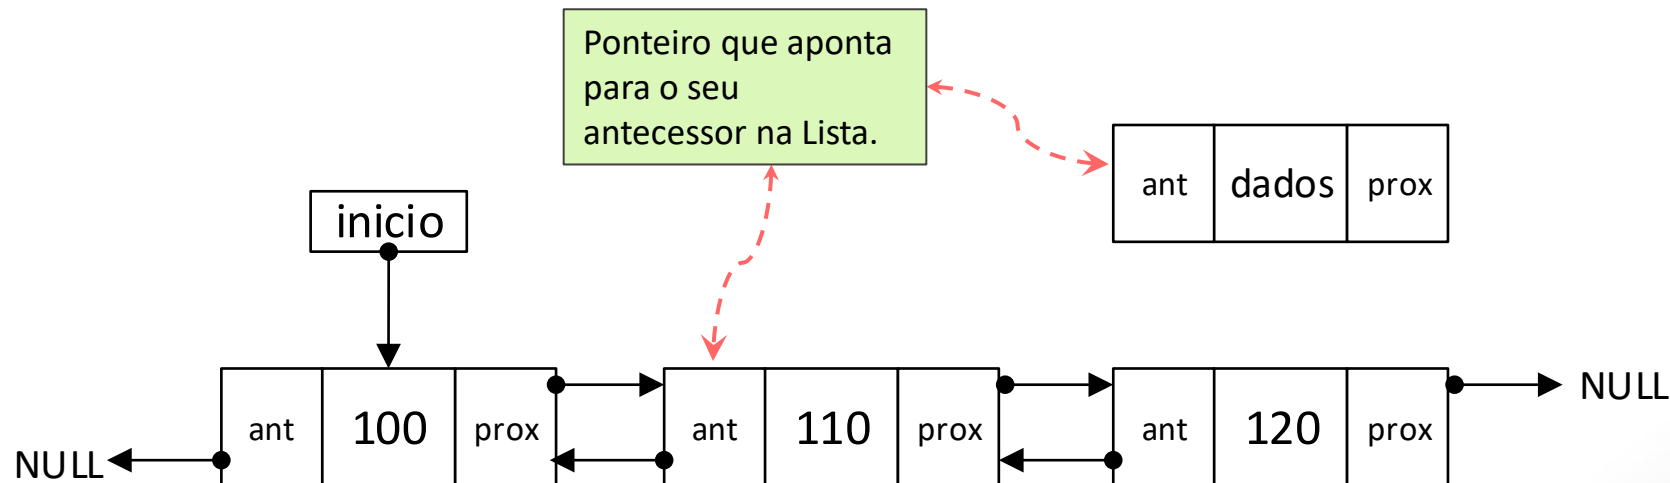 Ponteiro que aponta
para o seu
antecessor na Lista.
ant dados prox
inicio
NULL
ant 100 prox
ant 110 prox
ant 120 prox
NULL